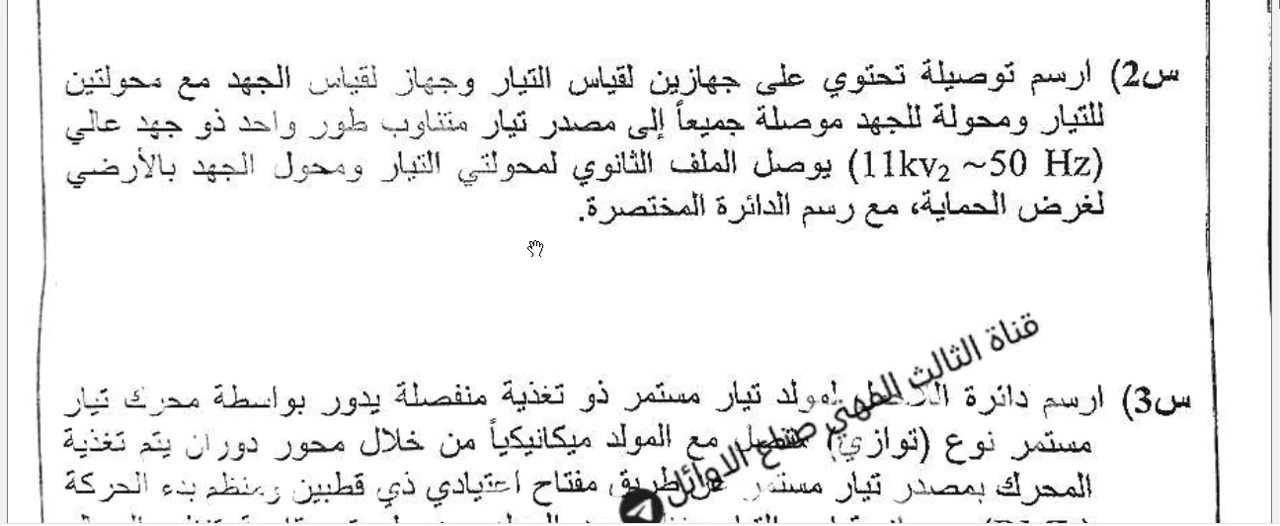 س2) ارسم توصيلة تحتوي على جهازين لقياس التيار وجهاز لقياس الجهد مع محولتين
للتيار ومحولة للجهد موصلة جميعاً إلى مصدر تيار متناوب طور واحد ذو جهد عالي
(11kv₂ ~50 Hz) يوصل الملف الثانوي لمحولتي التيار ومحول الجهد بالأرضي
لغرض الحماية، مع رسم الدائرة المختصرة.
قناة الثالث المهني صناع الاوائل
س3) ارسم دائرة لمولد تيار مستمر ذو تغذية منفصلة يدور بواسطة محرك تيار
مستمر نوع (توازي) متصل مع المولد ميكانيكياً من خلال محور دوران يتم تغذية
المحرك بمصدر تيار مستمر عن طريق مفتاح اعتيادي ذي قطبين ومنظم بدء الحركة